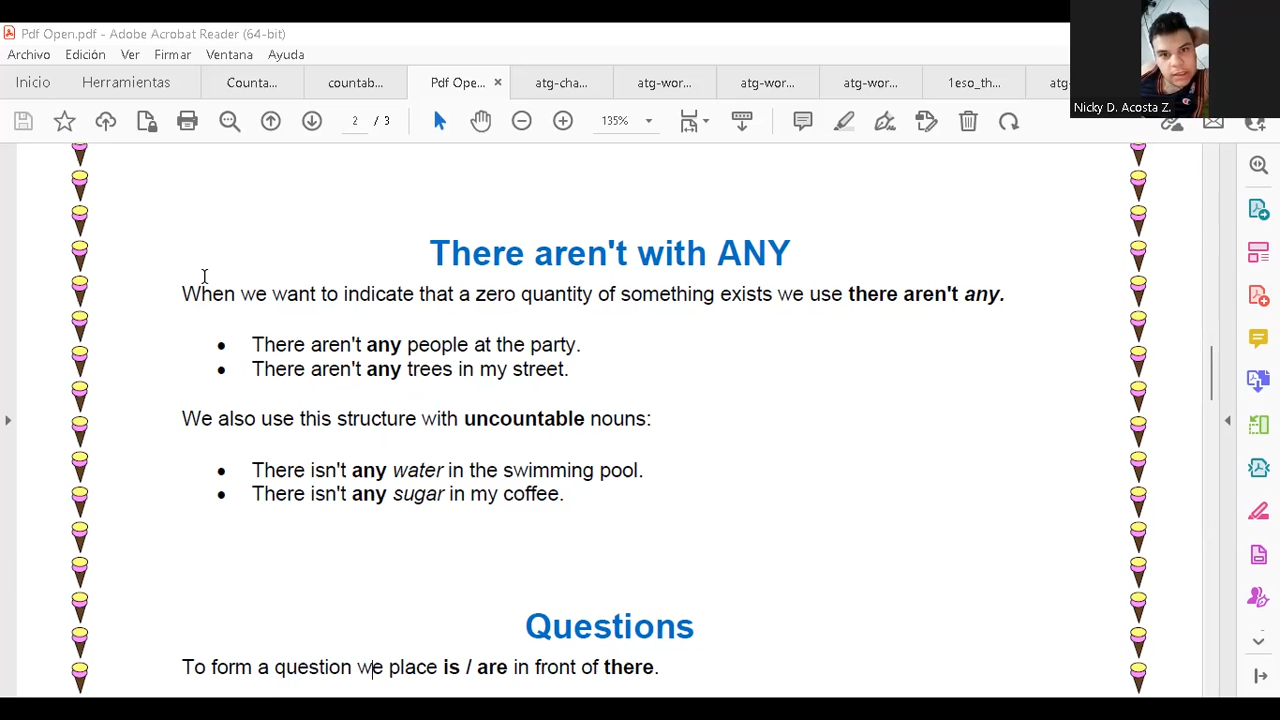 Pdf Open.pdf - Adobe Acrobat Reader (64-bit)
Archivo Edición Ver Firmar Ventana Ayuda
Inicio Herramientas Counta... countab... Pdf Ope... × atg-cha... atg-wor... atg-wor... atg-wor... 1eso_th... atg-
Nicky D. Acosta Z.
2 / 3 135%
There aren't with ANY
When we want to indicate that a zero quantity of something exists we use there aren't any.
• There aren't any people at the party.
• There aren't any trees in my street.
We also use this structure with uncountable nouns:
• There isn't any water in the swimming pool.
• There isn't any sugar in my coffee.
Questions
To form a question we place is / are in front of there.